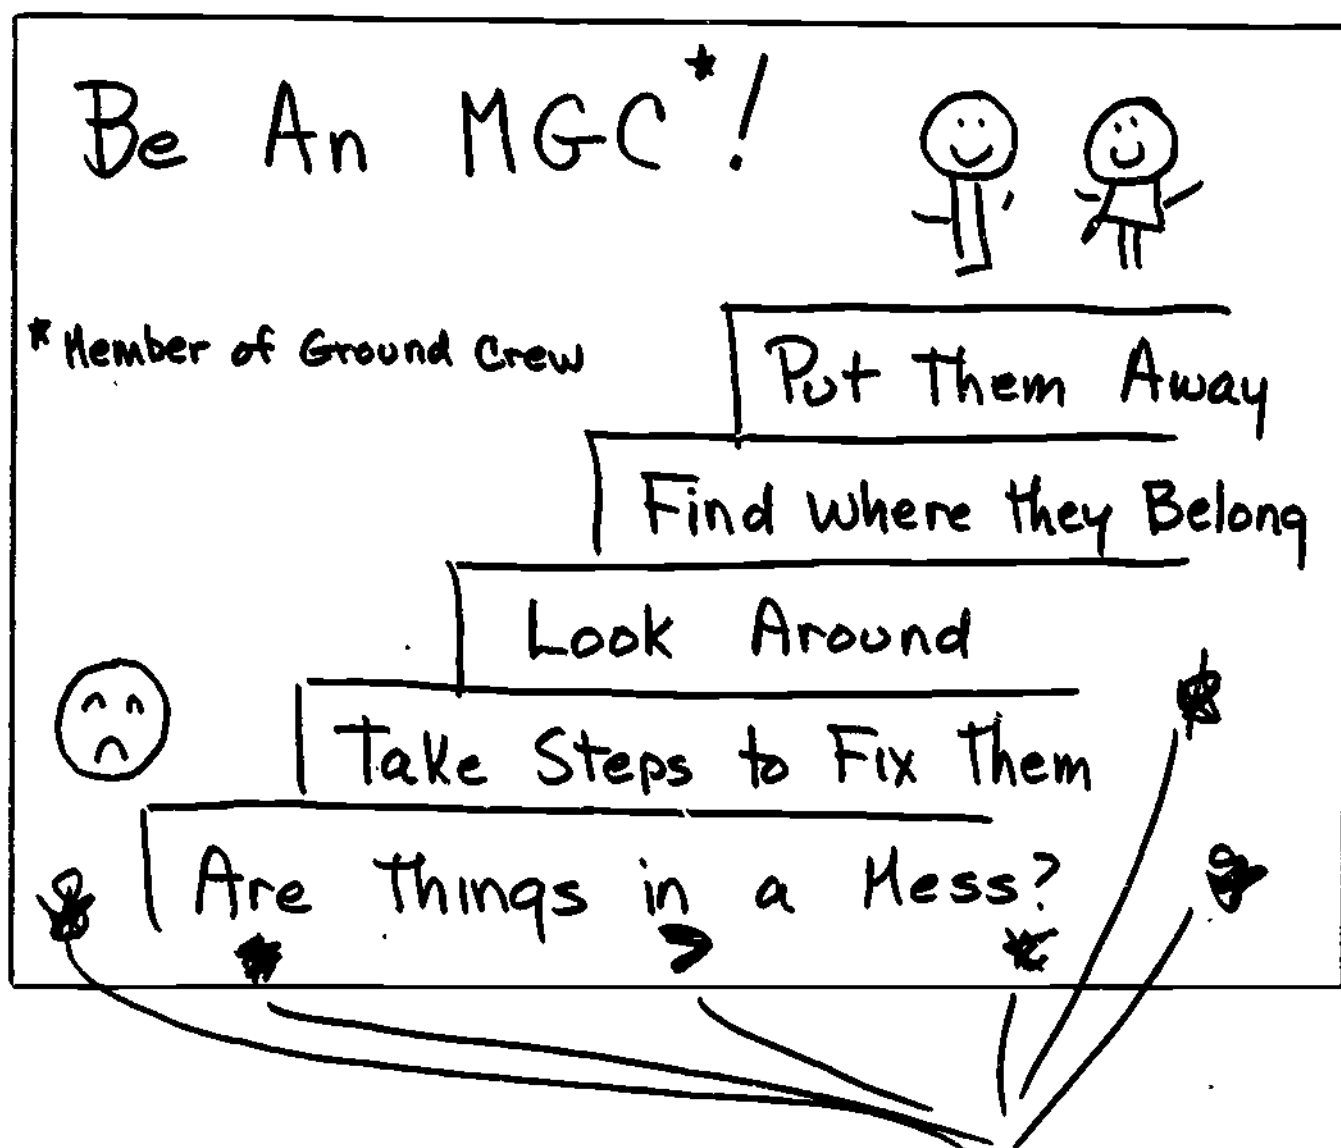 Be An MGC*!
*Member of Ground Crew
Put Them Away
Find Where they Belong
Look Around
Take Steps to Fix Them
Are Things in a Mess?